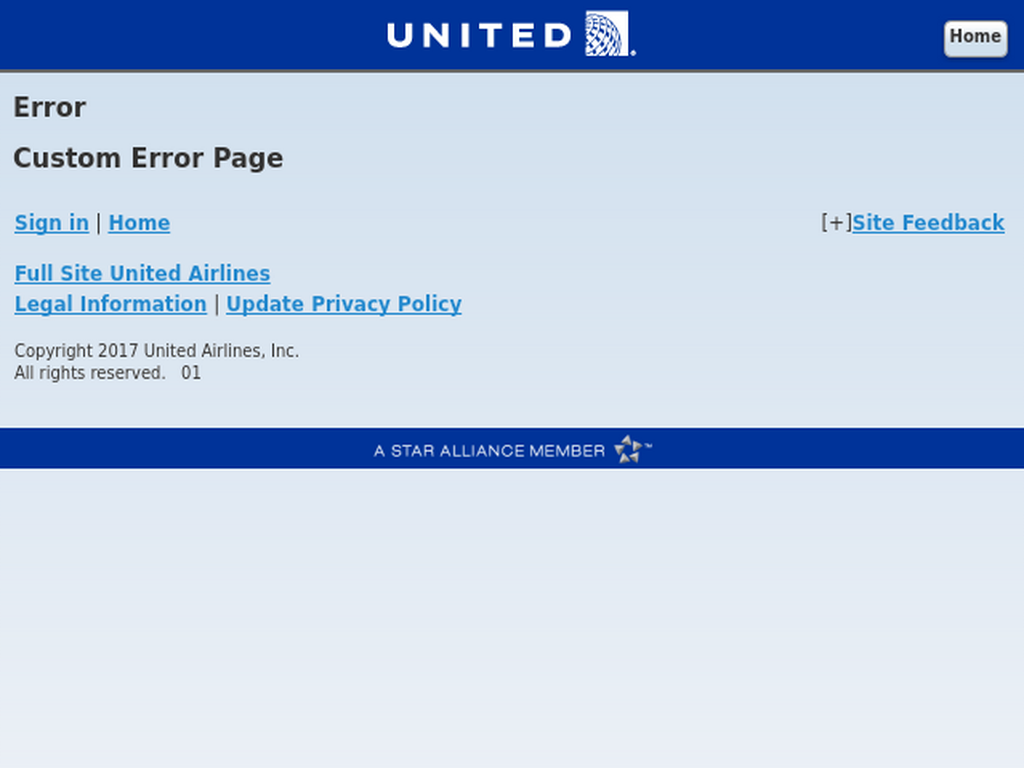 UNITED
Home
Error
Custom Error Page
Sign in | Home
[+]Site Feedback
Full Site United Airlines
Legal Information | Update Privacy Policy
Copyright 2017 United Airlines, Inc.
All rights reserved. 01
A STAR ALLIANCE MEMBER ™